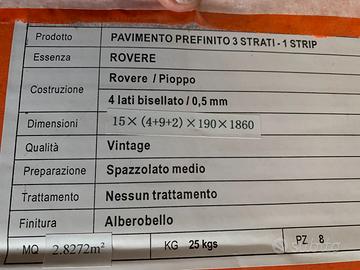 Prodotto PAVIMENTO PREFINITO 3 STRATI - 1 STRIP
Essenza ROVERE
Costruzione Rovere / Pioppo
4 lati bisellato / 0,5 mm
Dimensioni 15×(4+9+2)×190×1860
Qualità Vintage
Preparazione Spazzolato medio
Trattamento Nessun trattamento
Finitura Alberobello
MQ 2.8272m² KG 25 kgs PZ 8